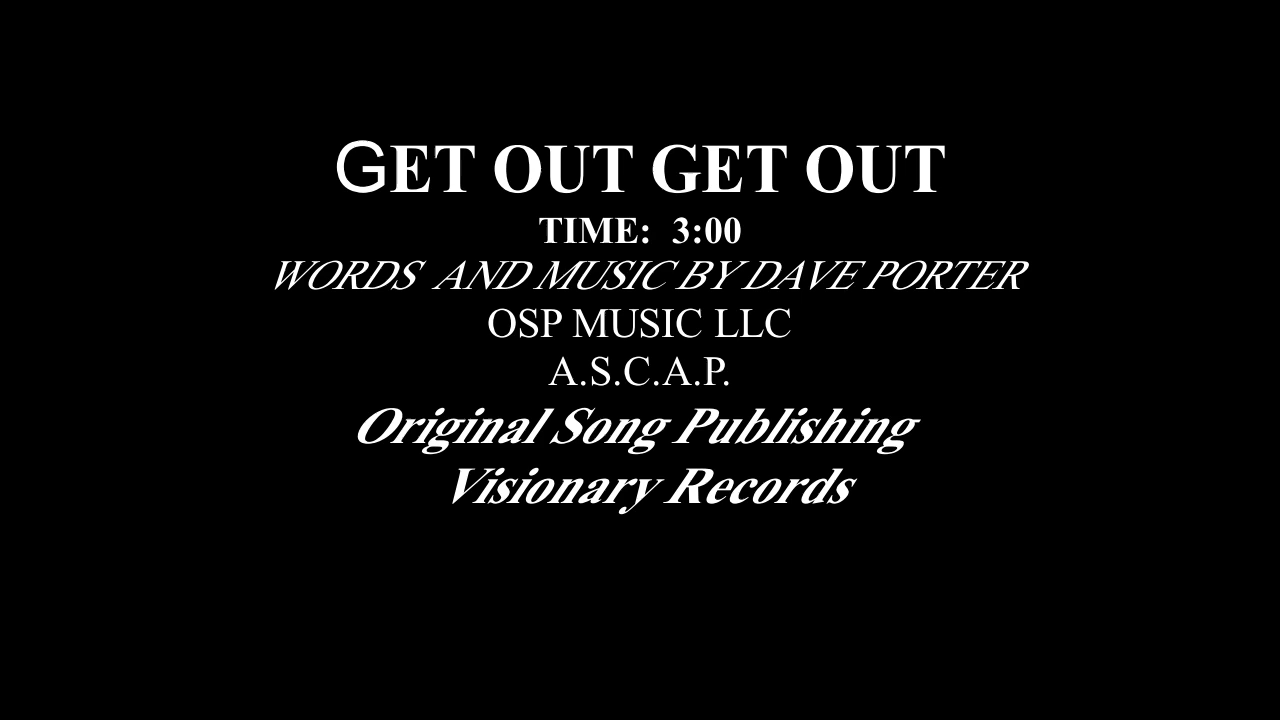 GET OUT GET OUT
TIME:  3:00
WORDS  AND MUSIC BY DAVE PORTER
OSP MUSIC LLC
A.S.C.A.P.
Original Song Publishing
Visionary Records